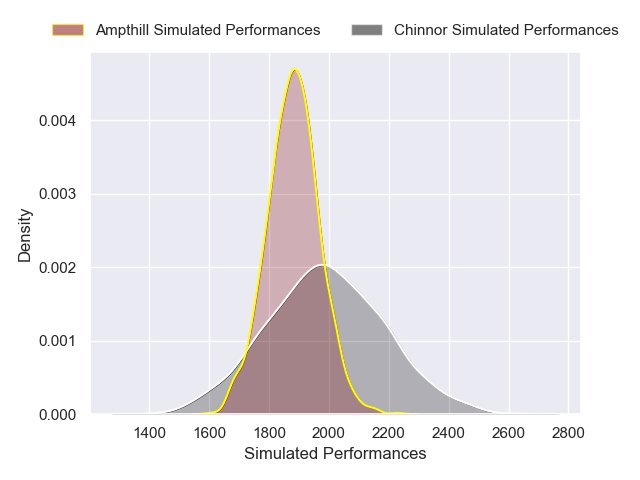 Ampthill Simulated Performances Chinnor Simulated Performances
0.004
0.003
0.002
0.001
0.000
Density
1400 1600 1800 2000 2200 2400 2600 2800
Simulated Performances